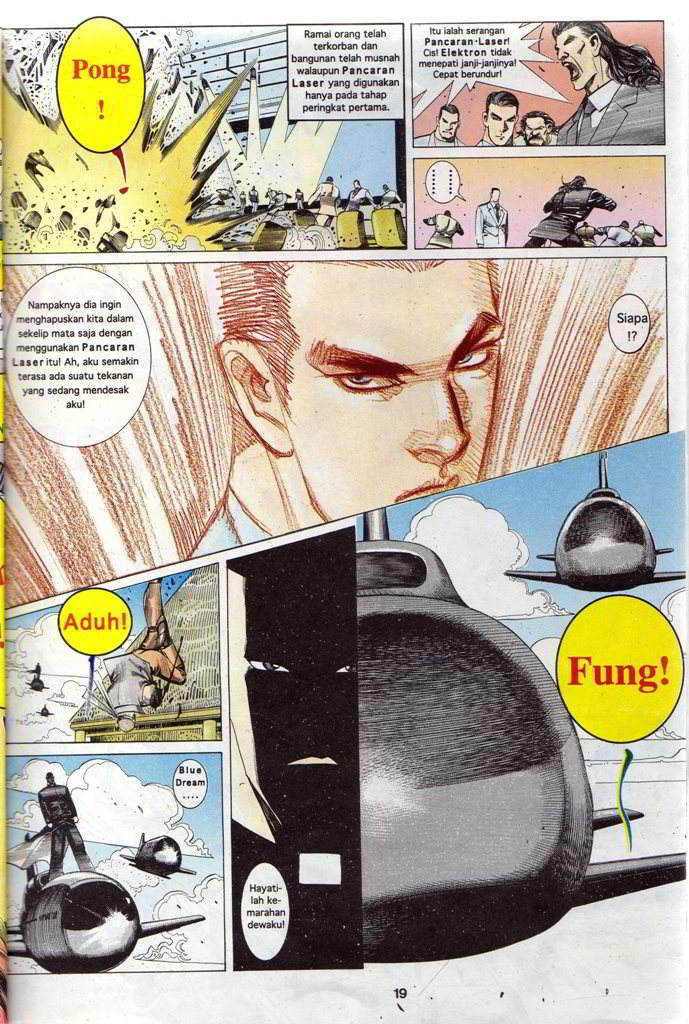 Pong
!
Ramai orang telah
terkorban dan
bangunan telah musnah
walaupun Pancaran
Laser yang digunakan
hanya pada tahap
peringkat pertama.
Itu ialah serangan
Pancaran-Laser!
Cis! Elektron tidak
menepati janji-janjinya!
Cepat berundur!
Nampaknya dia ingin
menghapuskan kita dalam
sekelip mata saja dengan
menggunakan Pancaran
Laser itu! Ah, aku semakin
terasa ada suatu tekanan
yang sedang mendesak
aku!
Siapa
!?
Aduh!
Fung!
Blue
Dream
....
Hayati-
lah ke-
marahan
dewaku!
19